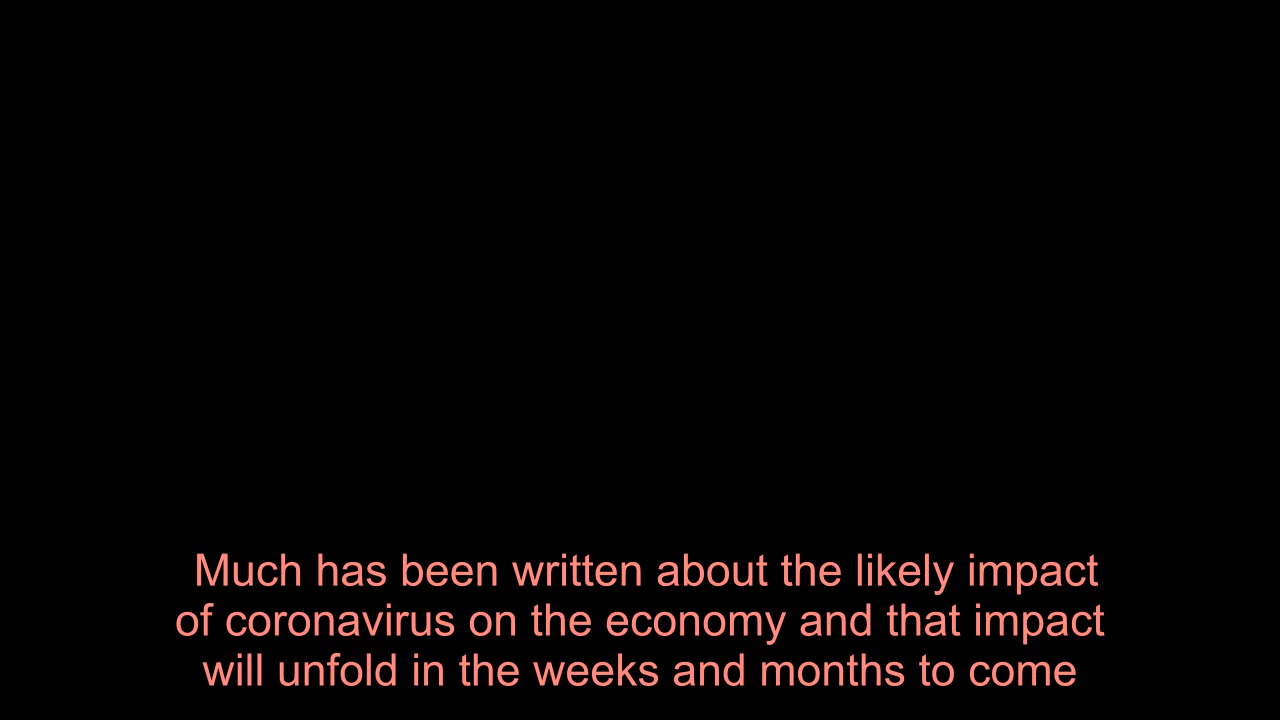 Much has been written about the likely impact
of coronavirus on the economy and that impact
will unfold in the weeks and months to come